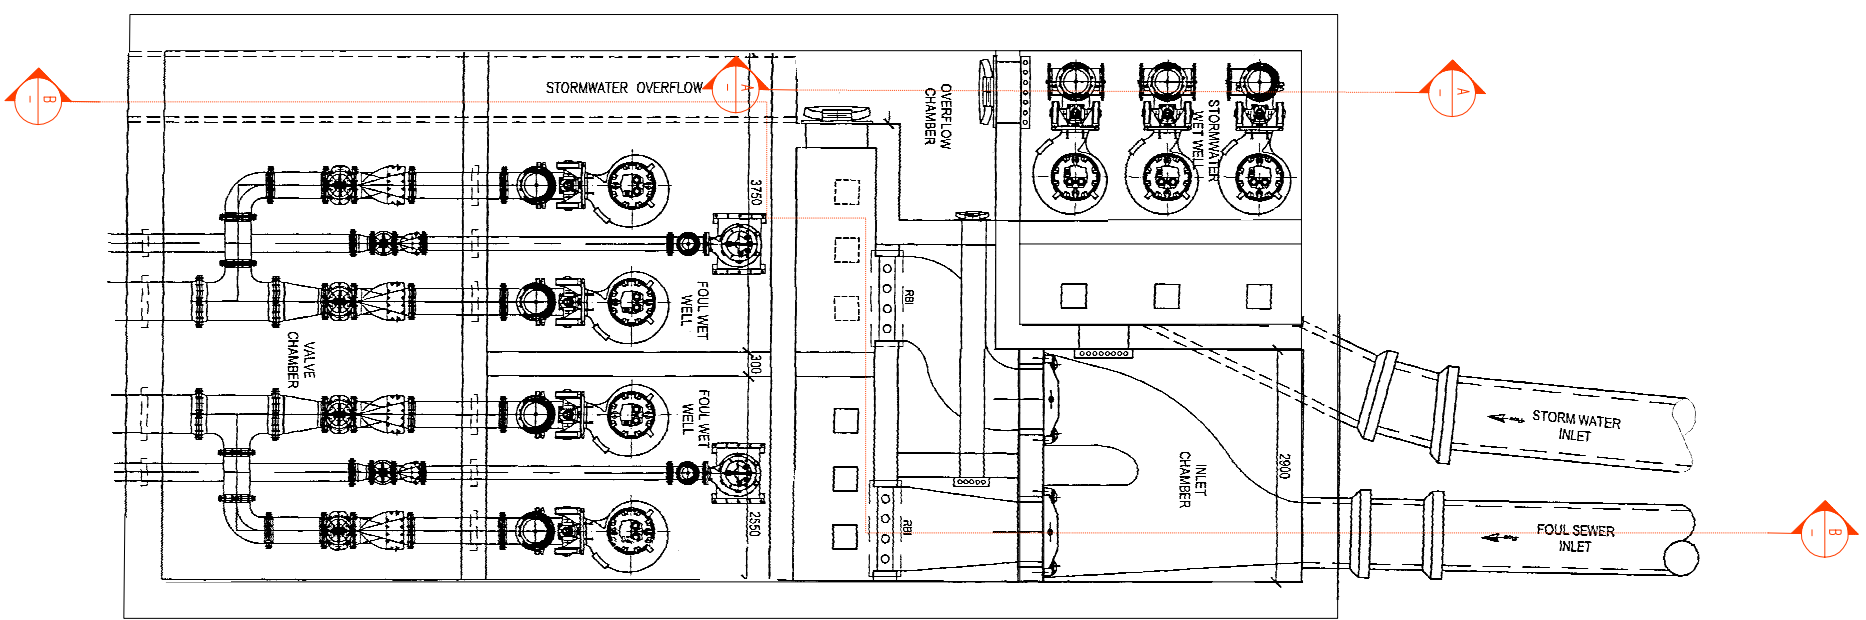 STORMWATER OVERFLOW
OVERFLOW
CHAMBER
STORMWATER
WET WELL
A
A
B
B
3750
FOUL WET
WELL
300
FOUL WET
WELL
2550
VALVE
CHAMBER
RBI
RBI
INLET
CHAMBER
2900
STORM WATER
INLET
FOUL SEWER
INLET